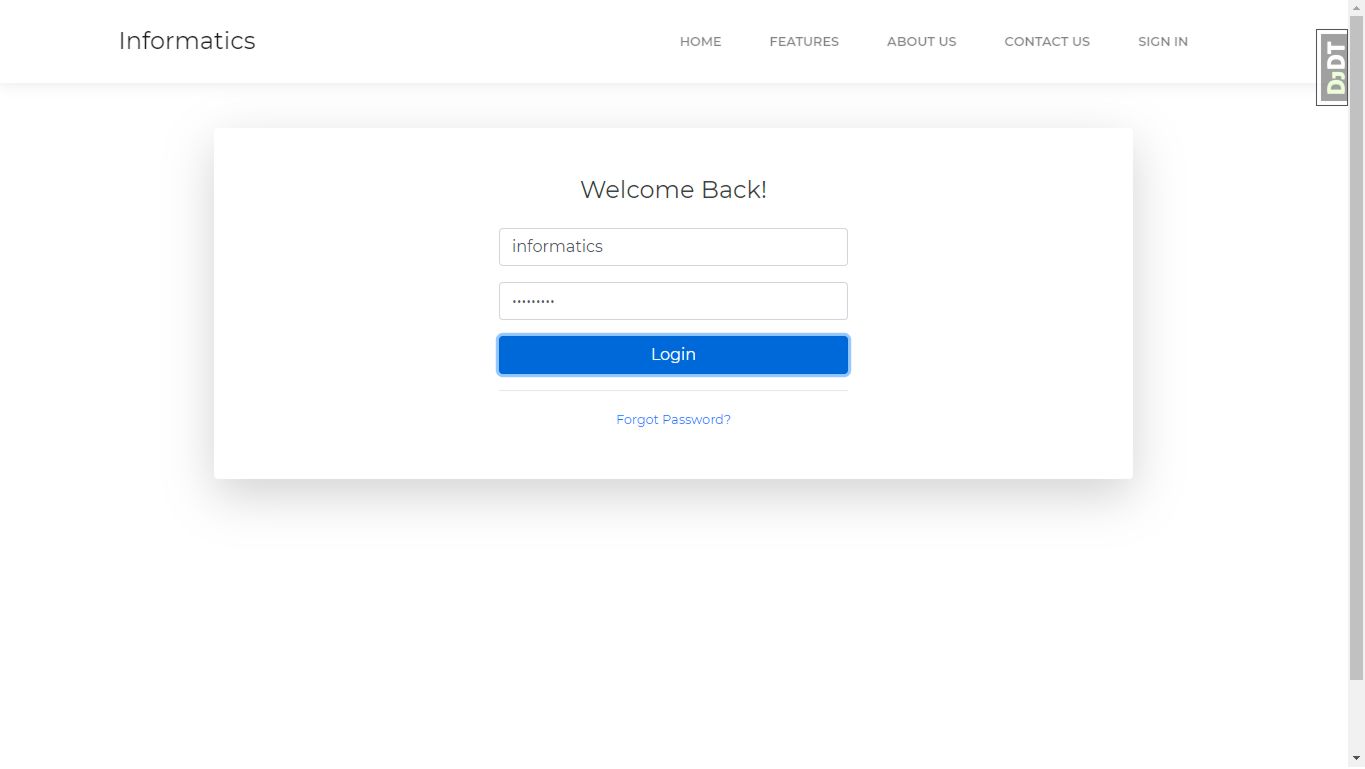 Informatics
HOME FEATURES ABOUT US CONTACT US SIGN IN
DJDT
Welcome Back!
informatics
•••••••••
Login
Forgot Password?